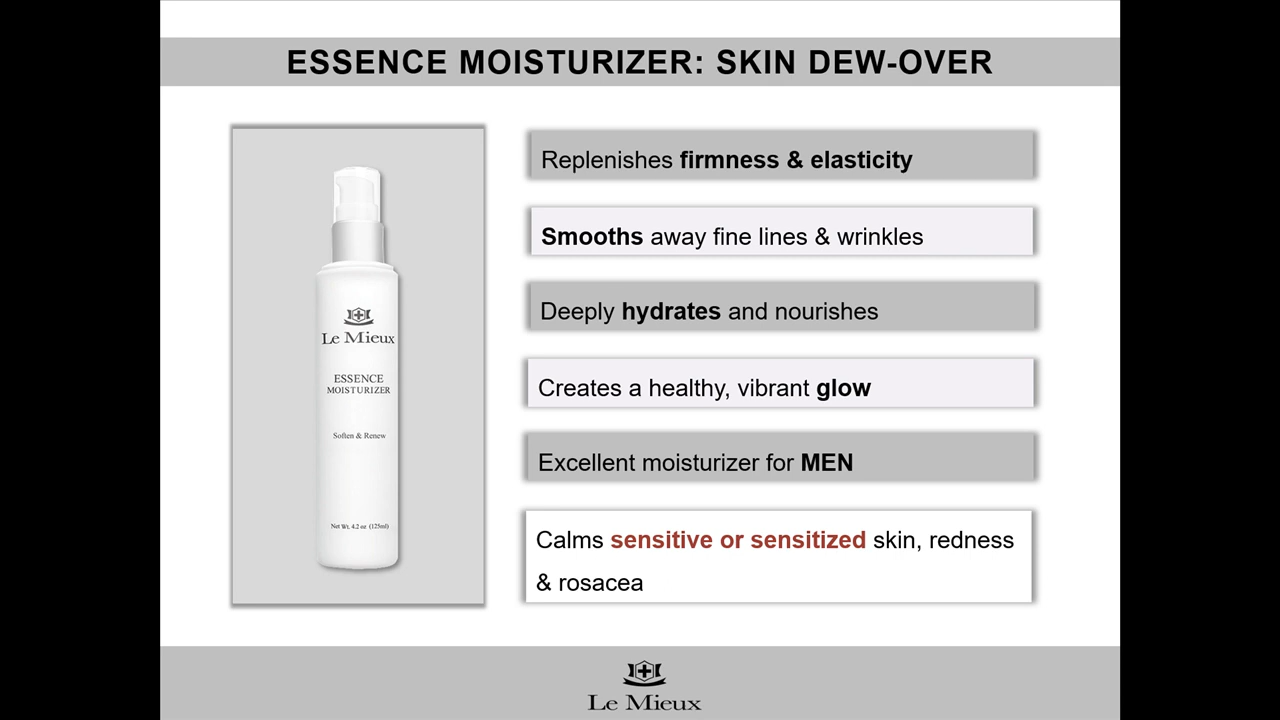 ESSENCE MOISTURIZER: SKIN DEW-OVER
Le Mieux
ESSENCE
MOISTURIZER
Soften & Renew
Net Wt. 4.2 oz (125ml)
Replenishes firmness & elasticity
Smooths away fine lines & wrinkles
Deeply hydrates and nourishes
Creates a healthy, vibrant glow
Excellent moisturizer for MEN
Calms sensitive or sensitized skin, redness
& rosacea
Le Mieux